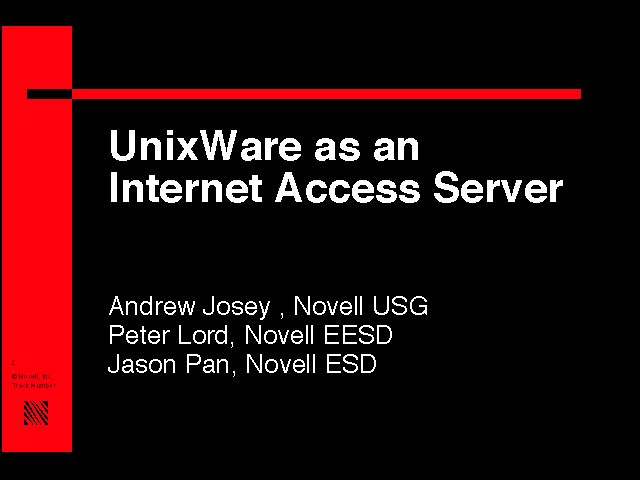 UnixWare as an
Internet Access Server
Andrew Josey , Novell USG
Peter Lord, Novell EESD
Jason Pan, Novell ESD
© Novell, Inc.
Track Number